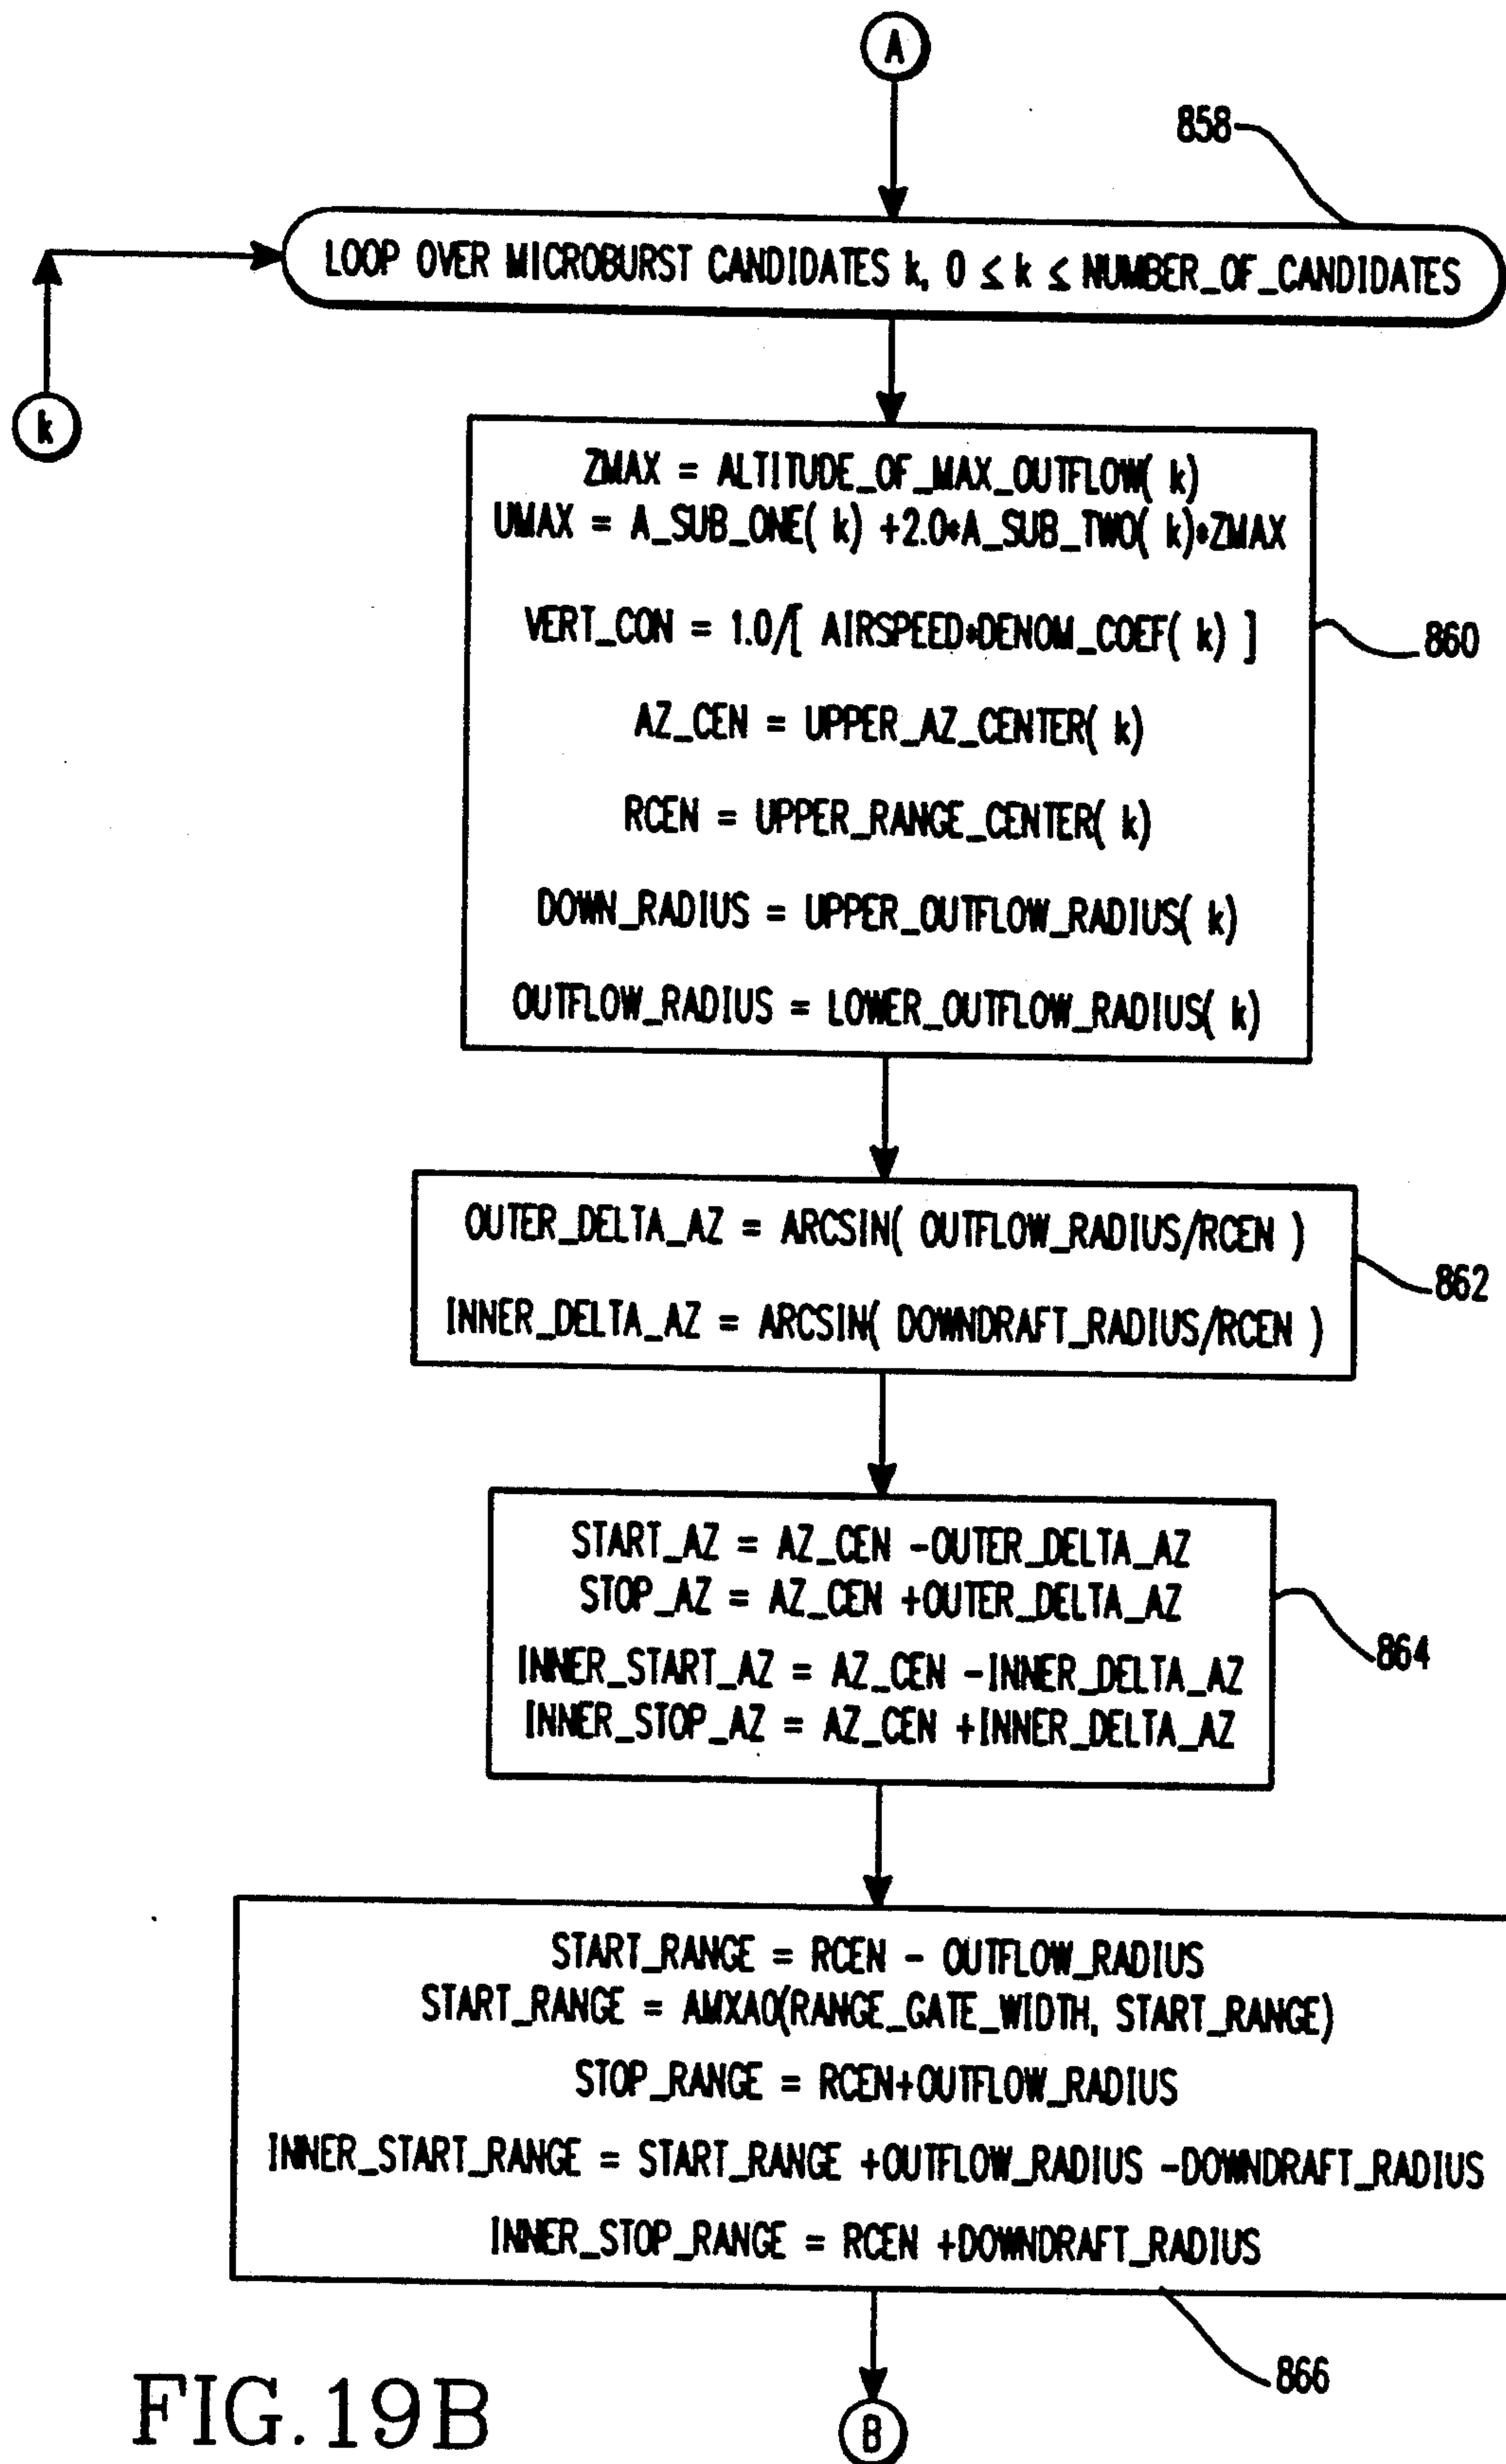 A
858
LOOP OVER MICROBURST CANDIDATES k, 0 ≤ k ≤ NUMBER_OF_CANDIDATES
k
ZMAX = ALTITUDE_OF_MAX_OUTFLOW( k)
UMAX = A_SUB_ONE( k) +2.0*A_SUB_TWO( k)*ZMAX
VERT_CON = 1.0/[ AIRSPEED*DENOM_COEF( k) ]
860
AZ_CEN = UPPER_AZ_CENTER( k)
RCEN = UPPER_RANGE_CENTER( k)
DOWN_RADIUS = UPPER_OUTFLOW_RADIUS( k)
OUTFLOW_RADIUS = LOWER_OUTFLOW_RADIUS( k)
OUTER_DELTA_AZ = ARCSIN( OUTFLOW_RADIUS/RCEN )
862
INNER_DELTA_AZ = ARCSIN( DOWNDRAFT_RADIUS/RCEN )
START_AZ = AZ_CEN -OUTER_DELTA_AZ
STOP_AZ = AZ_CEN +OUTER_DELTA_AZ
864
INNER_START_AZ = AZ_CEN -INNER_DELTA_AZ
INNER_STOP_AZ = AZ_CEN +INNER_DELTA_AZ
START_RANGE = RCEN - OUTFLOW_RADIUS
START_RANGE = AMXAO(RANGE_GATE_WIDTH, START_RANGE)
STOP_RANGE = RCEN+OUTFLOW_RADIUS
INNER_START_RANGE = START_RANGE +OUTFLOW_RADIUS -DOWNDRAFT_RADIUS
INNER_STOP_RANGE = RCEN +DOWNDRAFT_RADIUS
866
FIG.19B
B